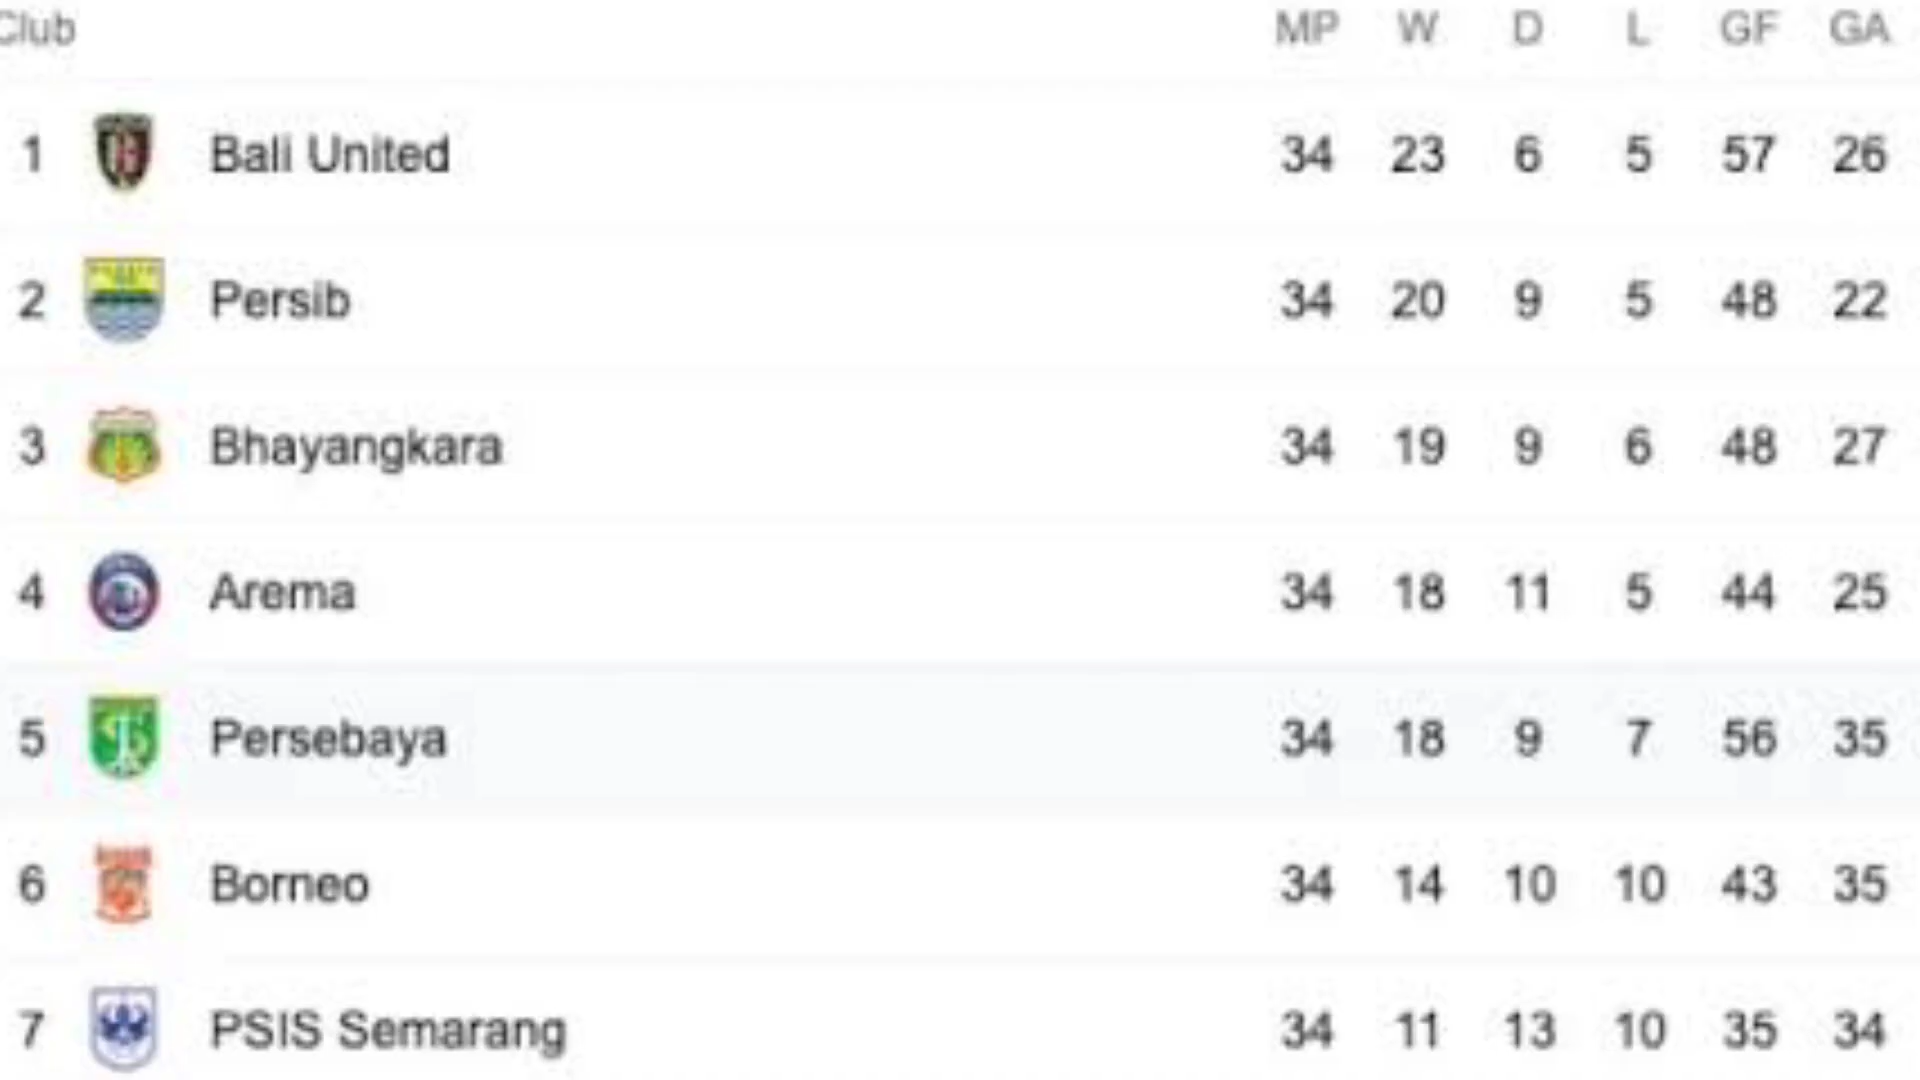 Club MP W D L GF GA
1 Bali United 34 23 6 5 57 26
2 Persib 34 20 9 5 48 22
3 Bhayangkara 34 19 9 6 48 27
4 Arema 34 18 11 5 44 25
5 Persebaya 34 18 9 7 56 35
6 Borneo 34 14 10 10 43 35
7 PSIS Semarang 34 11 13 10 35 34